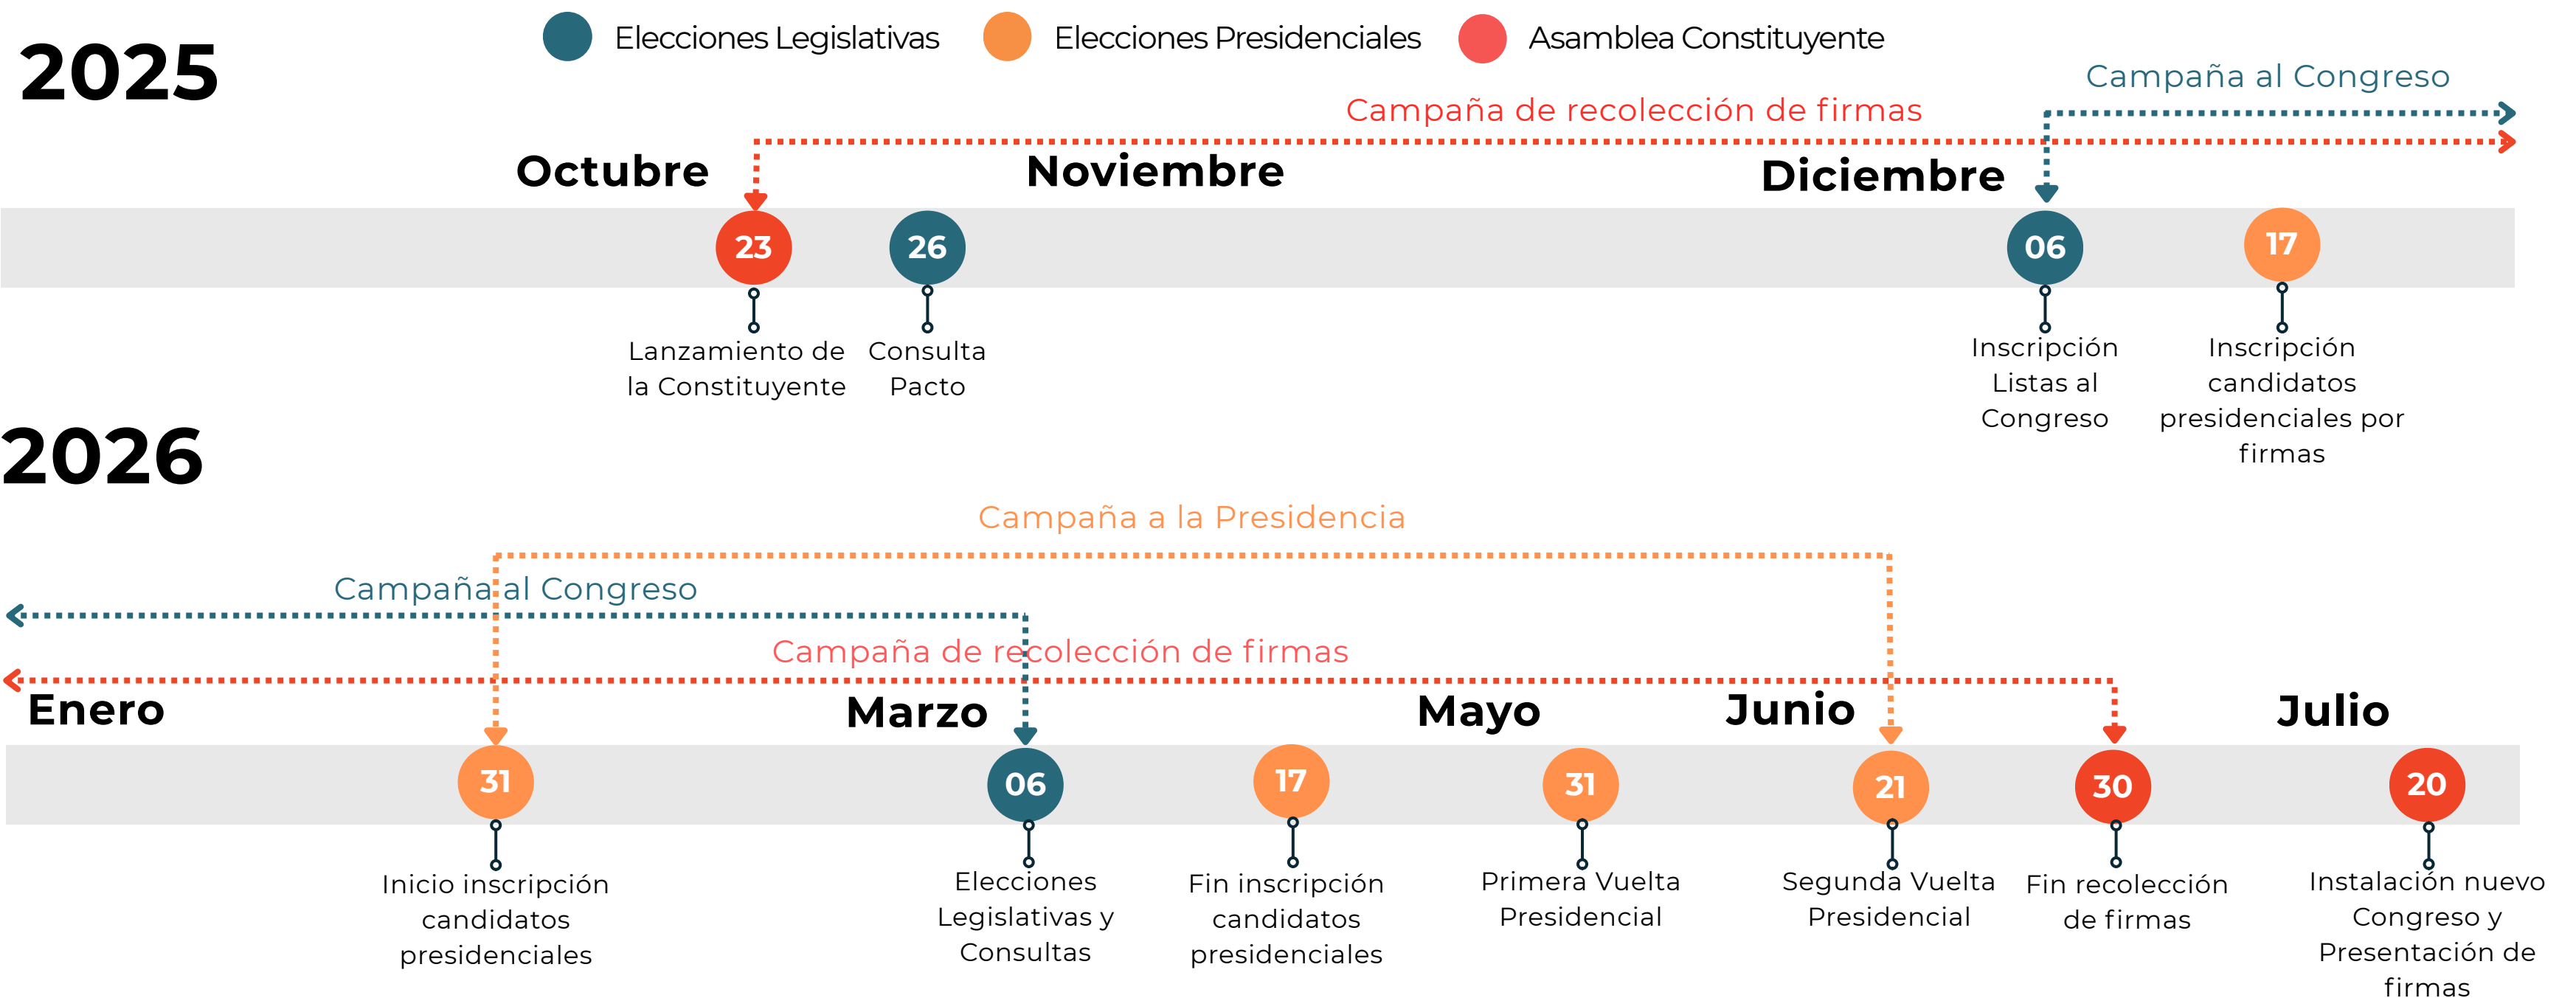 2025
Elecciones Legislativas
Elecciones Presidenciales
Asamblea Constituyente
Campaña al Congreso
Campaña de recolección de firmas
Octubre
Noviembre
Diciembre
23
26
06
17
Lanzamiento de
la Constituyente
Consulta
Pacto
Inscripción
Listas al
Congreso
Inscripción
candidatos
presidenciales por
firmas
2026
Campaña a la Presidencia
Campaña al Congreso
Campaña de recolección de firmas
Enero
Marzo
Mayo
Junio
Julio
31
06
17
31
21
30
20
Inicio inscripción
candidatos
presidenciales
Elecciones
Legislativas y
Consultas
Fin inscripción
candidatos
presidenciales
Primera Vuelta
Presidencial
Segunda Vuelta
Presidencial
Fin recolección
de firmas
Instalación nuevo
Congreso y
Presentación de
firmas